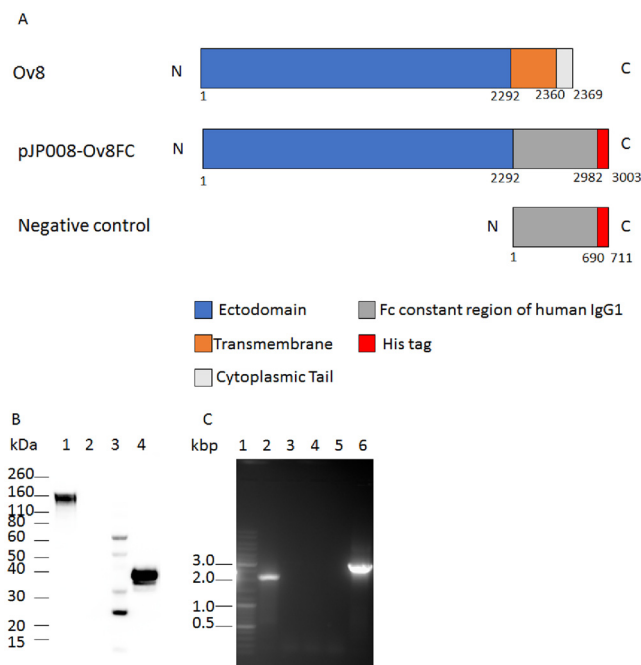 A
Ov8 N C
1 2292 2360 2369
pJP008-Ov8FC N C
1 2292 2982 3003
Negative control N C
1 690 711
Ectodomain Fc constant region of human IgG1
Transmembrane His tag
Cytoplasmic Tail
B C
kDa 1 2 3 4 kbp 1 2 3 4 5 6
260
160
110
80
60
50
40
30
20
15
3.0
2.0
1.0
0.5